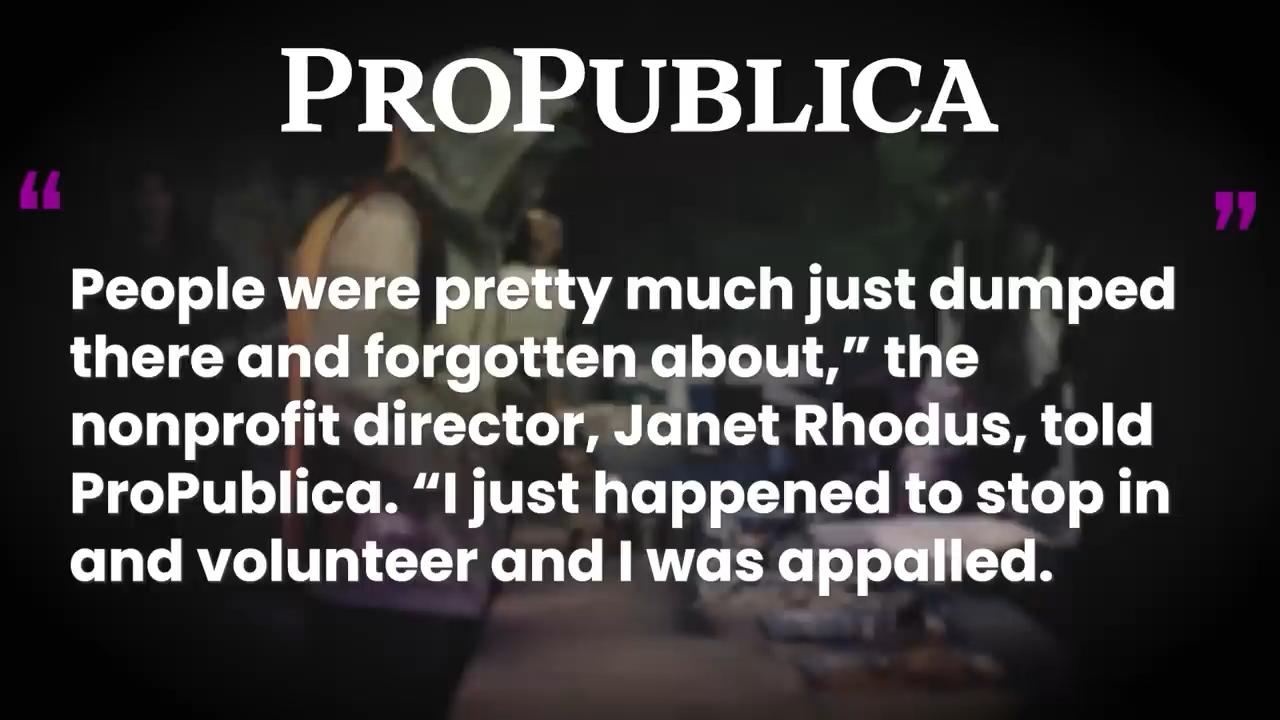 PROPUBLICA
“ ”
People were pretty much just dumped
there and forgotten about,” the
nonprofit director, Janet Rhodus, told
ProPublica. “I just happened to stop in
and volunteer and I was appalled.